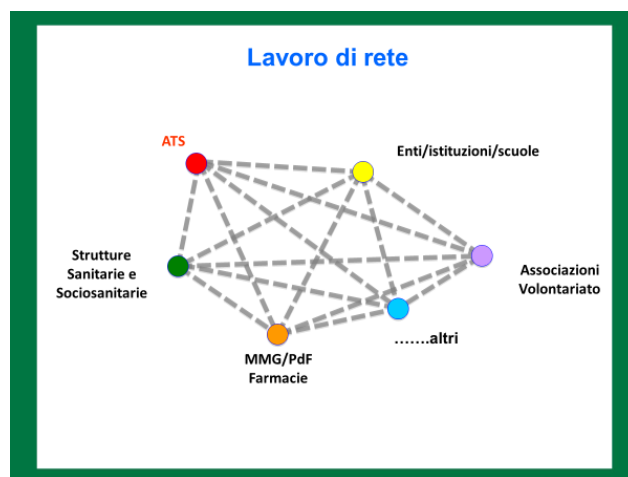 Lavoro di rete
ATS
Enti/istituzioni/scuole
Strutture
Sanitarie e
Sociosanitarie
Associazioni
Volontariato
…….altri
MMG/PdF
Farmacie